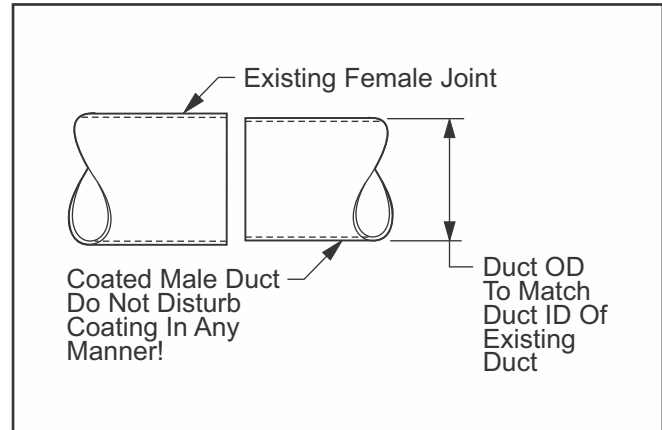 Existing Female Joint
Coated Male Duct
Do Not Disturb
Coating In Any
Manner!
Duct OD
To Match
Duct ID Of
Existing
Duct